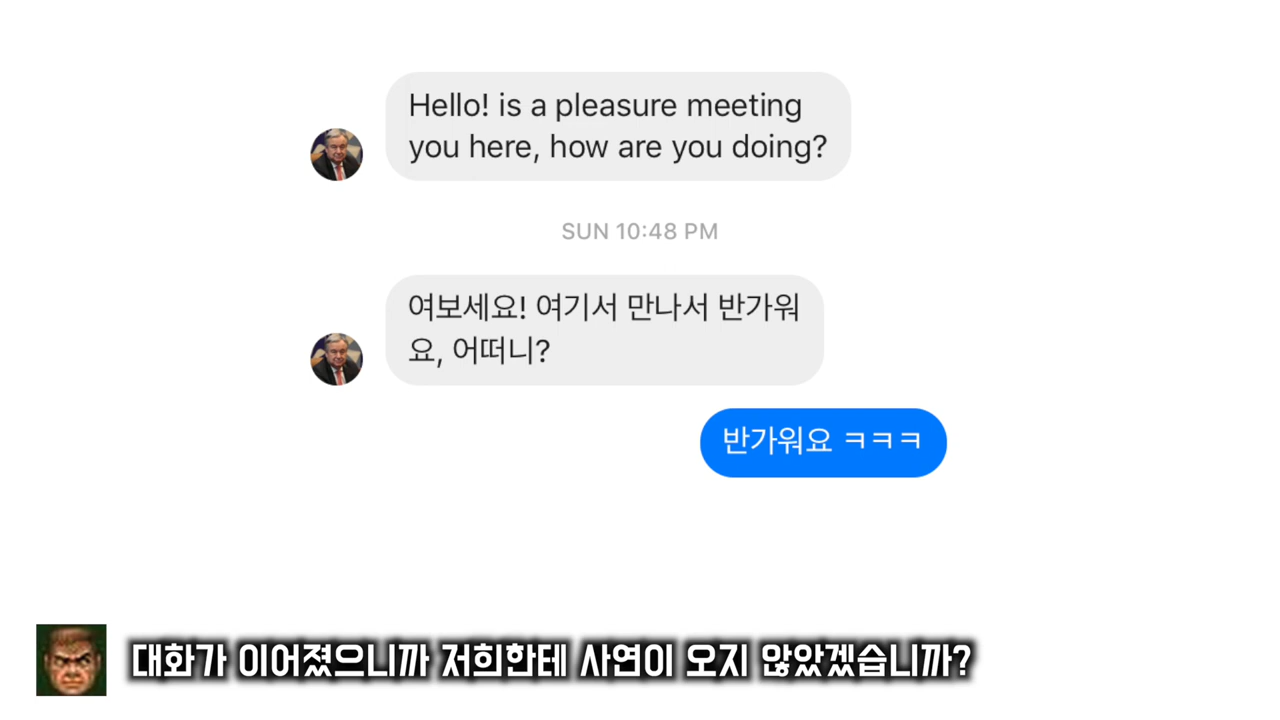 Hello! is a pleasure meeting
you here, how are you doing?
SUN 10:48 PM
여보세요! 여기서 만나서 반가워
요, 어떠니?
반가워요 ㅋㅋㅋ
대화가 이어졌으니까 저희한테 사연이 오지 않았겠습니까?